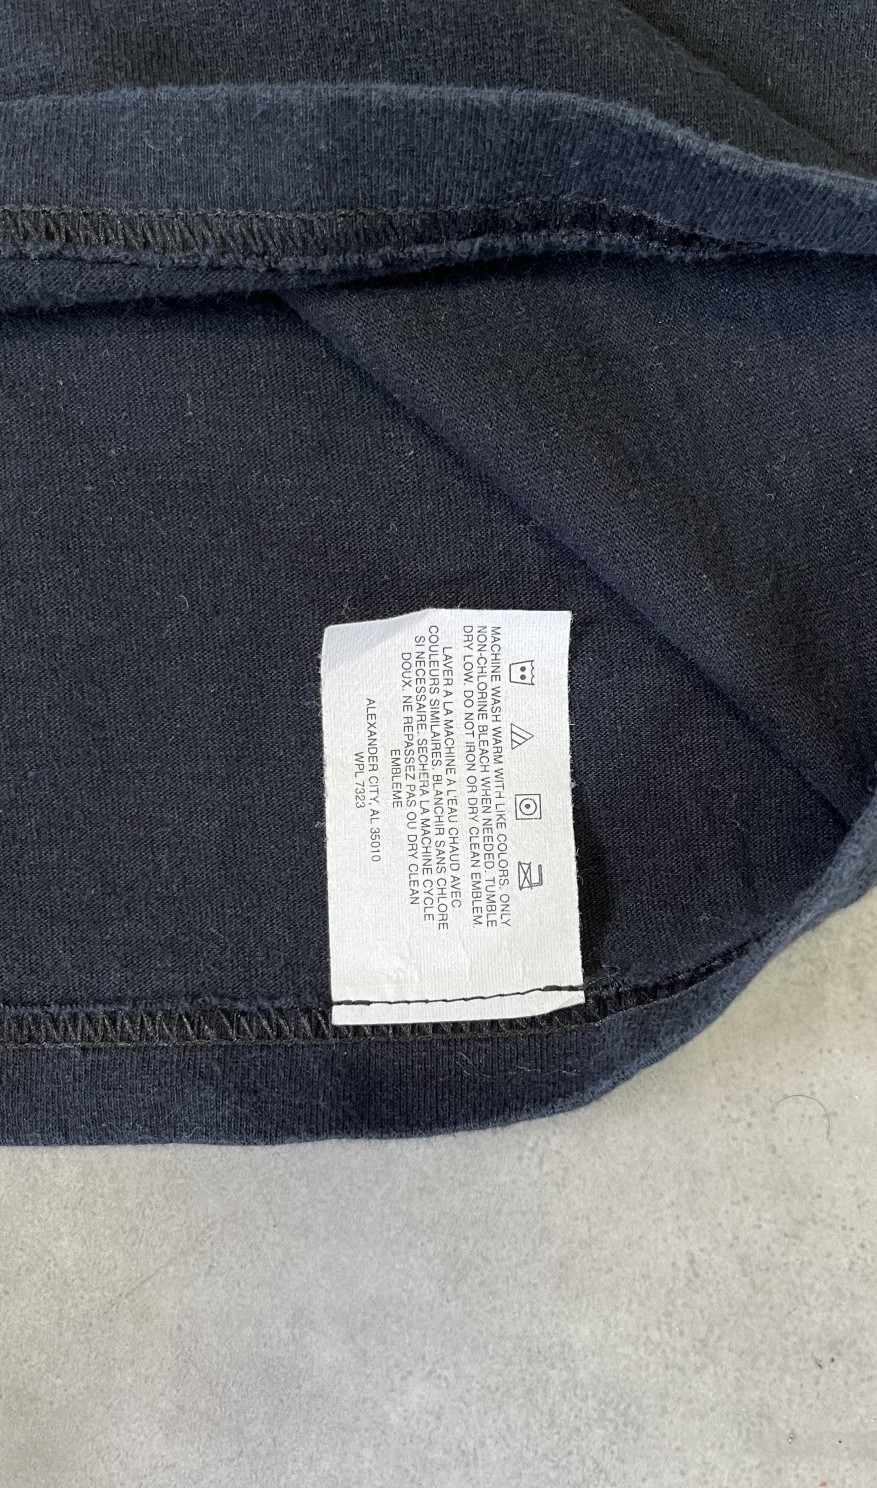 MACHINE WASH WARM WITH LIKE COLORS. ONLY
NON-CHLORINE BLEACH WHEN NEEDED. TUMBLE
DRY LOW. DO NOT IRON OR DRY CLEAN EMBLEM.
LAVER A LA MACHINE A L'EAU CHAUD AVEC
COULEURS SIMILAIRES. BLANCHIR SANS CHLORE
SI NECESSAIRE. SECHER A LA MACHINE CYCLE
DOUX. NE REPASSEZ PAS OU DRY CLEAN
EMBLEME
ALEXANDER CITY, AL 35010
WPL 7323